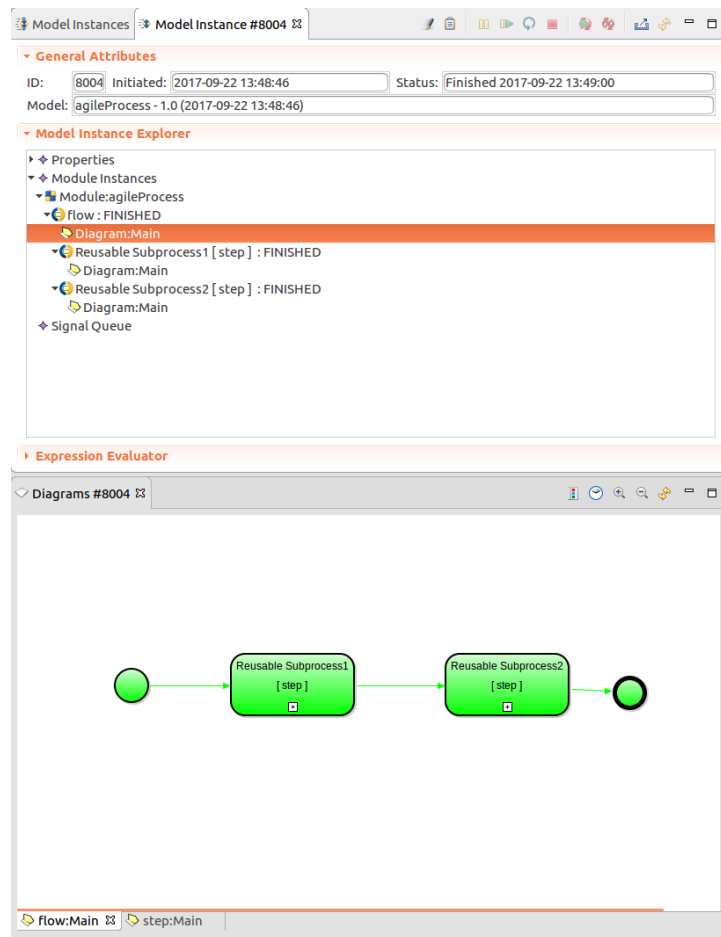 Model Instances Model Instance #8004
General Attributes
ID: 8004 Initiated: 2017-09-22 13:48:46 Status: Finished 2017-09-22 13:49:00
Model: agileProcess - 1.0 (2017-09-22 13:48:46)
Model Instance Explorer
Properties
Module Instances
Module:agileProcess
flow : FINISHED
Diagram:Main
Reusable Subprocess1 [ step ] : FINISHED
Diagram:Main
Reusable Subprocess2 [ step ] : FINISHED
Diagram:Main
Signal Queue
Expression Evaluator
Diagrams #8004
Reusable Subprocess1 Reusable Subprocess2
[ step ] [ step ]
flow:Main step:Main